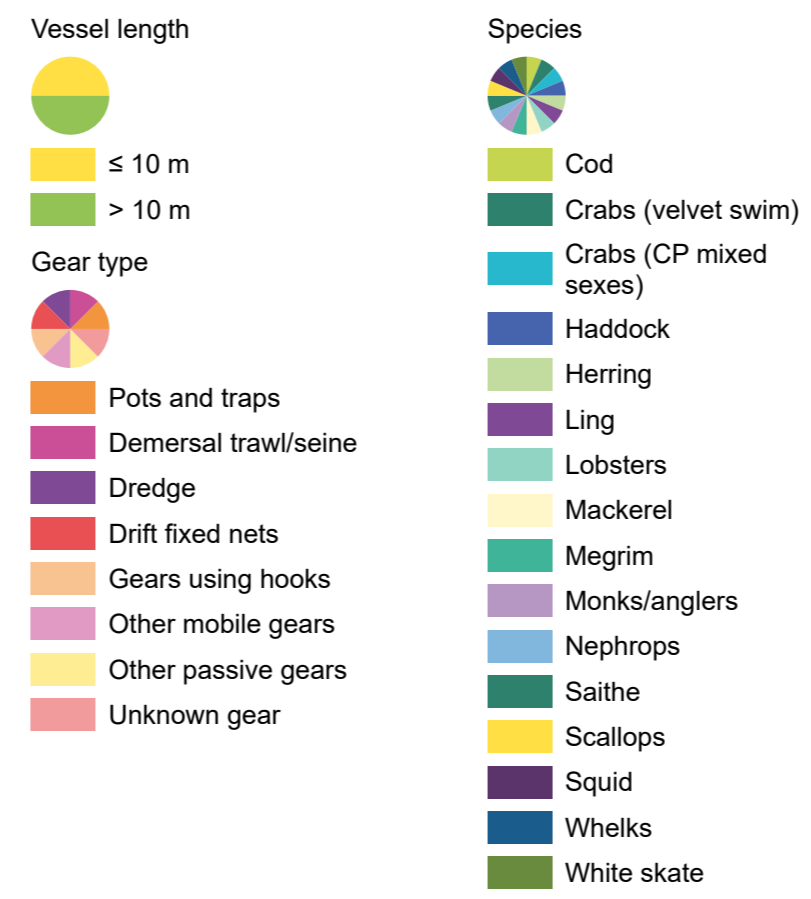 Vessel length
≤ 10 m
> 10 m
Gear type
Pots and traps
Demersal trawl/seine
Dredge
Drift fixed nets
Gears using hooks
Other mobile gears
Other passive gears
Unknown gear
Species
Cod
Crabs (velvet swim)
Crabs (CP mixed
sexes)
Haddock
Herring
Ling
Lobsters
Mackerel
Megrim
Monks/anglers
Nephrops
Saithe
Scallops
Squid
Whelks
White skate